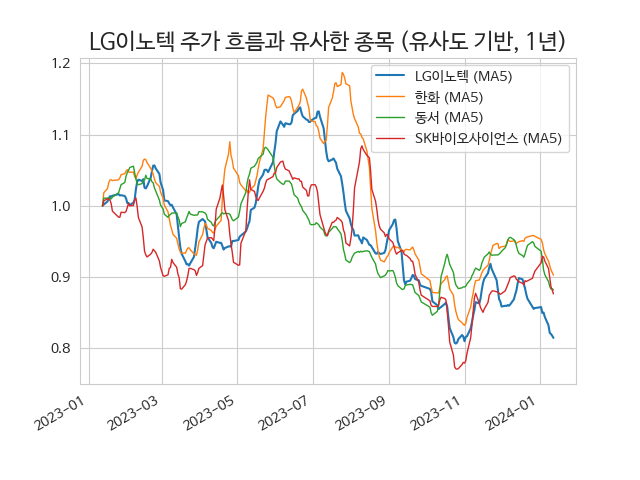 LG이노텍 주가 흐름과 유사한 종목 (유사도 기반, 1년)
1.2
1.1
1.0
0.9
0.8
LG이노텍 (MA5)
한화 (MA5)
동서 (MA5)
SK바이오사이언스 (MA5)
2023-01
2023-03
2023-05
2023-07
2023-09
2023-11
2024-01